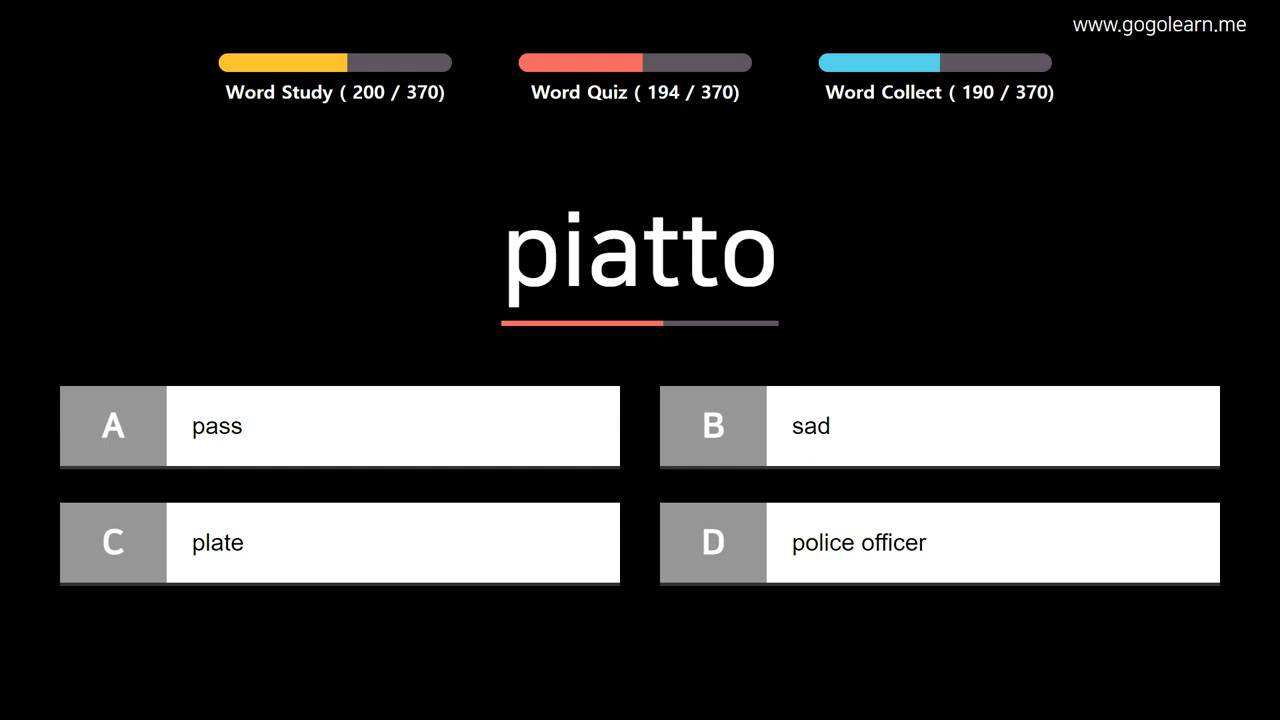 www.gogolearn.me
Word Study ( 200 / 370)
Word Quiz ( 194 / 370)
Word Collect ( 190 / 370)
piatto
A pass
B sad
C plate
D police officer